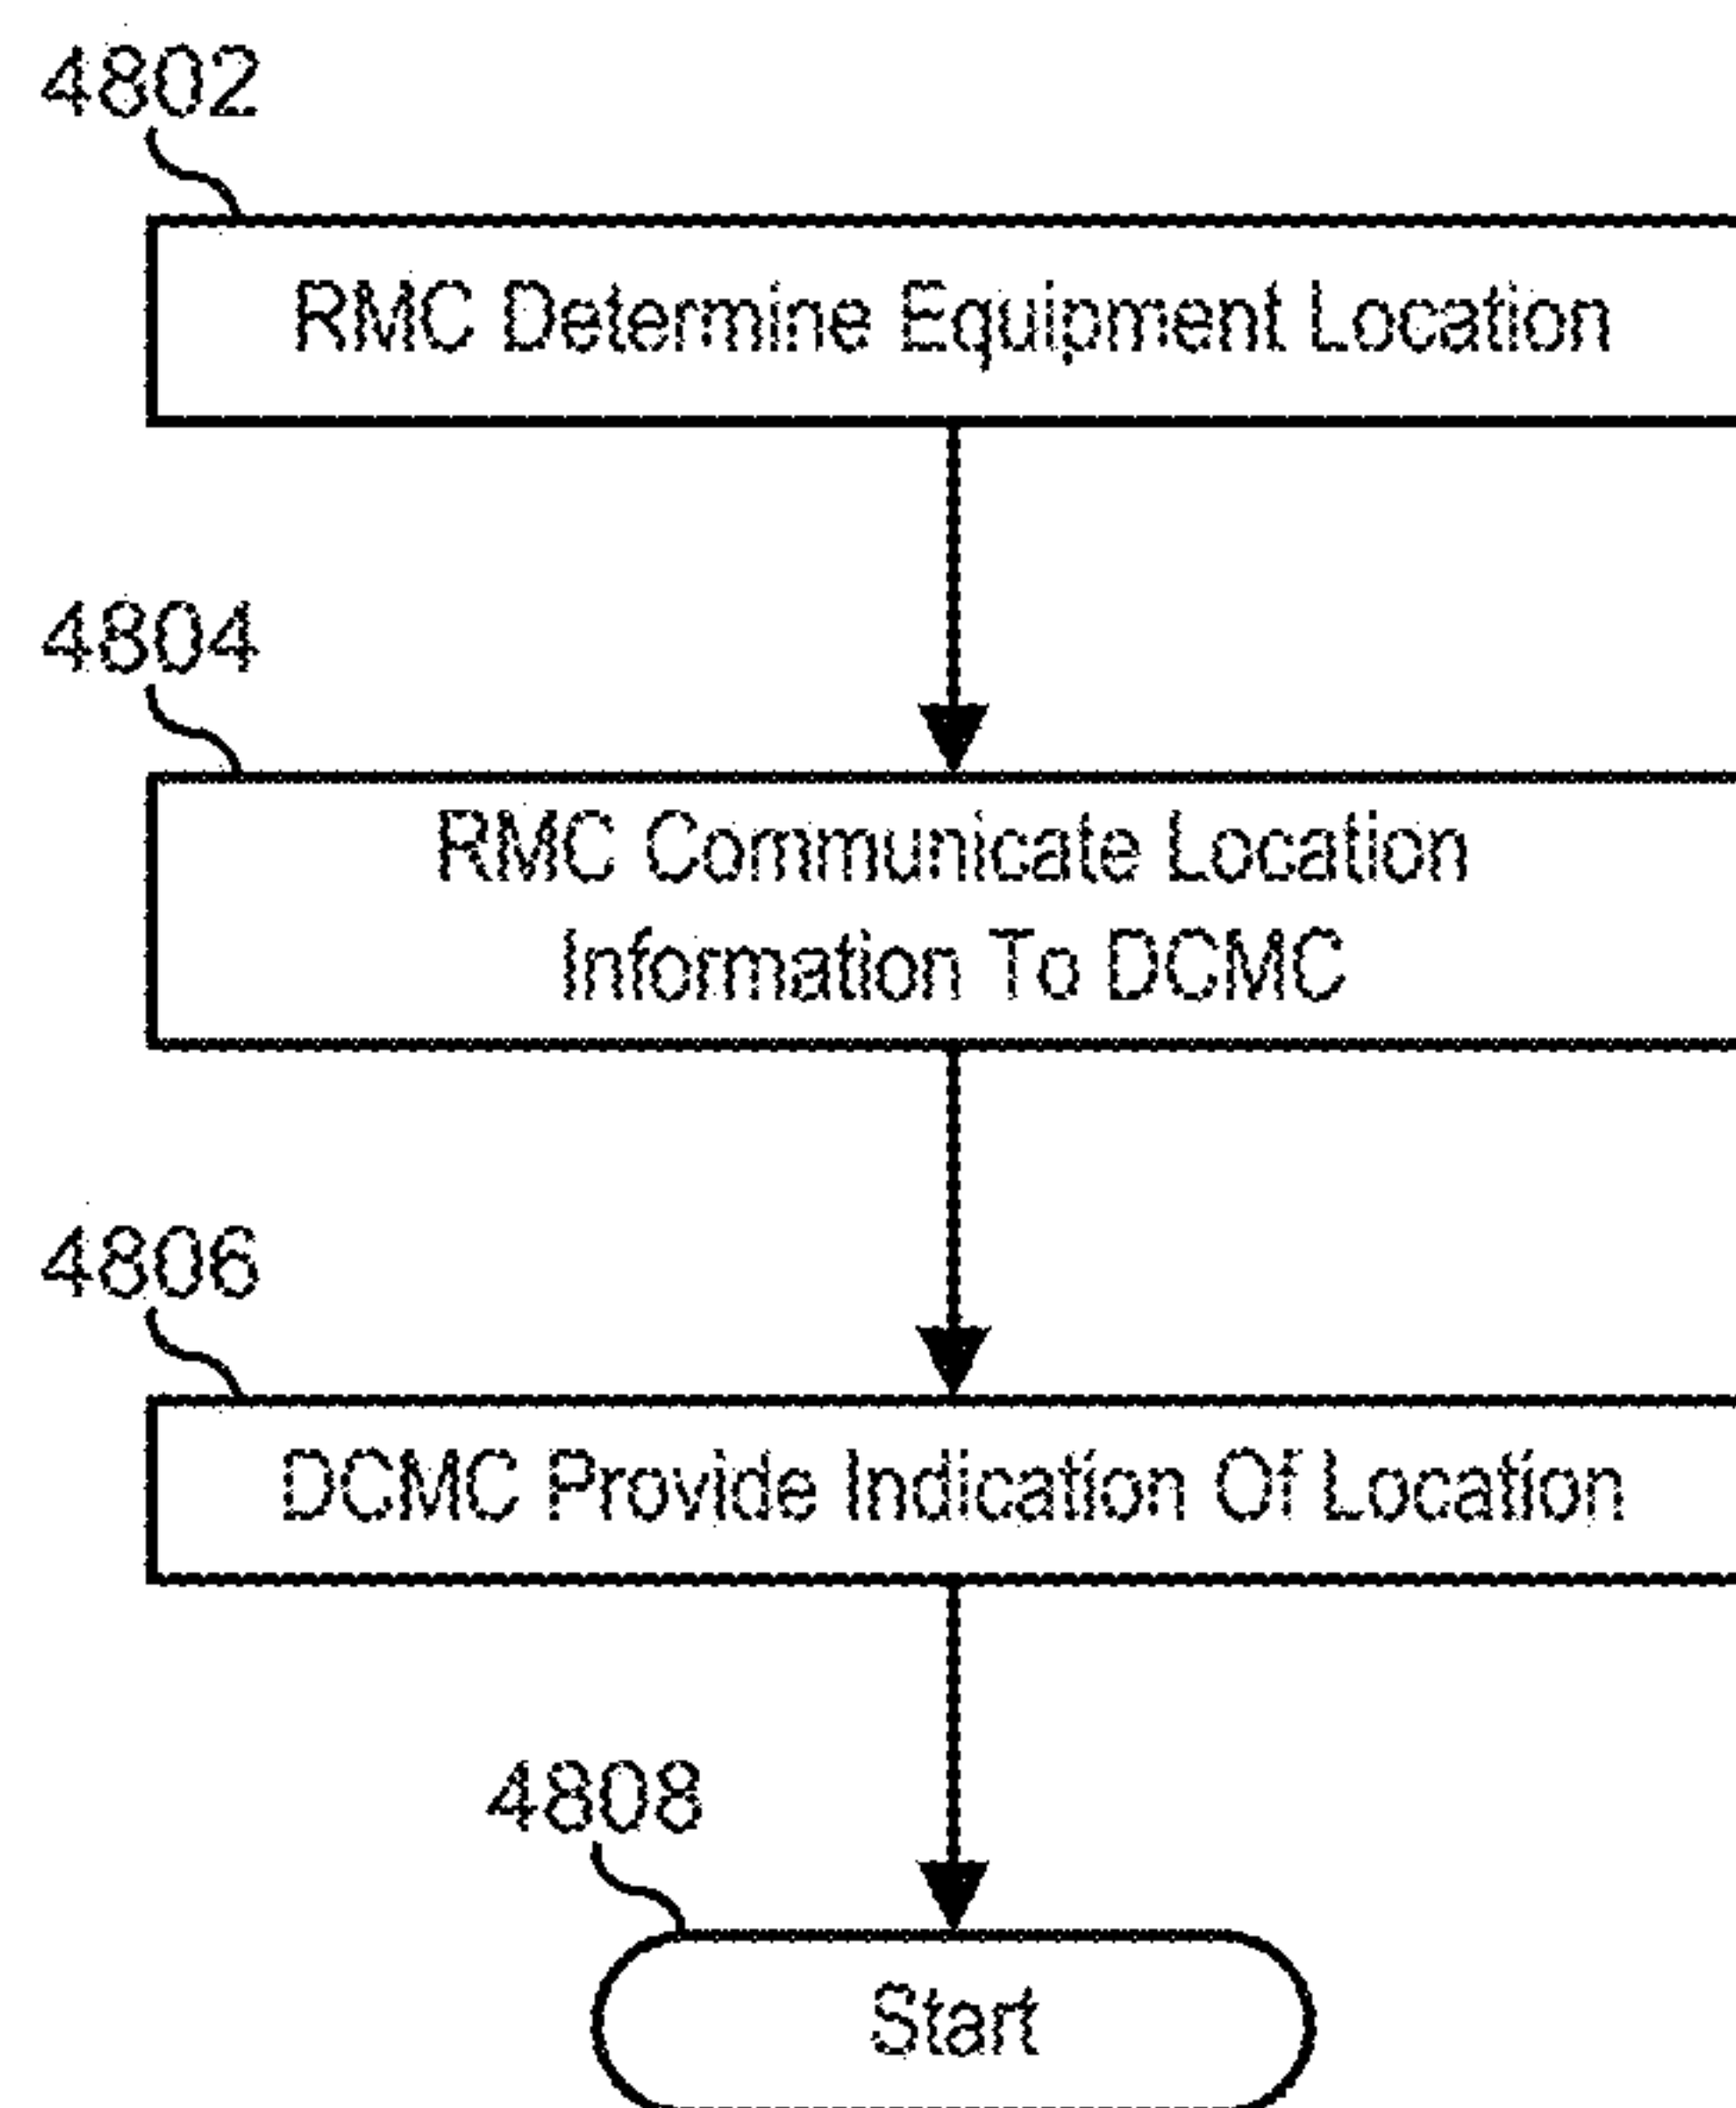 4802
RMC Determine Equipment Location
4804
RMC Communicate Location
Information To DCMC
4806
DCMC Provide Indication Of Location
4808
Start